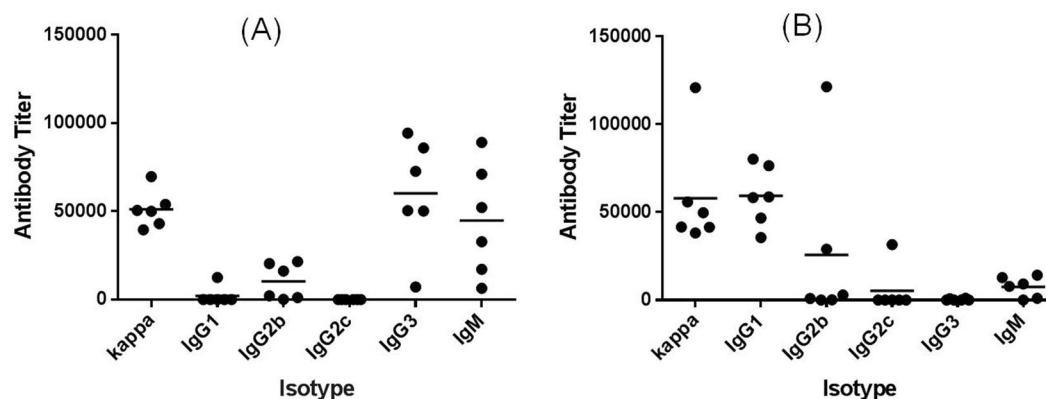 (A)
Antibody Titer
150000
100000
50000
0
kappa
IgG1
IgG2b
IgG2c
IgG3
IgM
Isotype
(B)
Antibody Titer
150000
100000
50000
0
kappa
IgG1
IgG2b
IgG2c
IgG3
IgM
Isotype